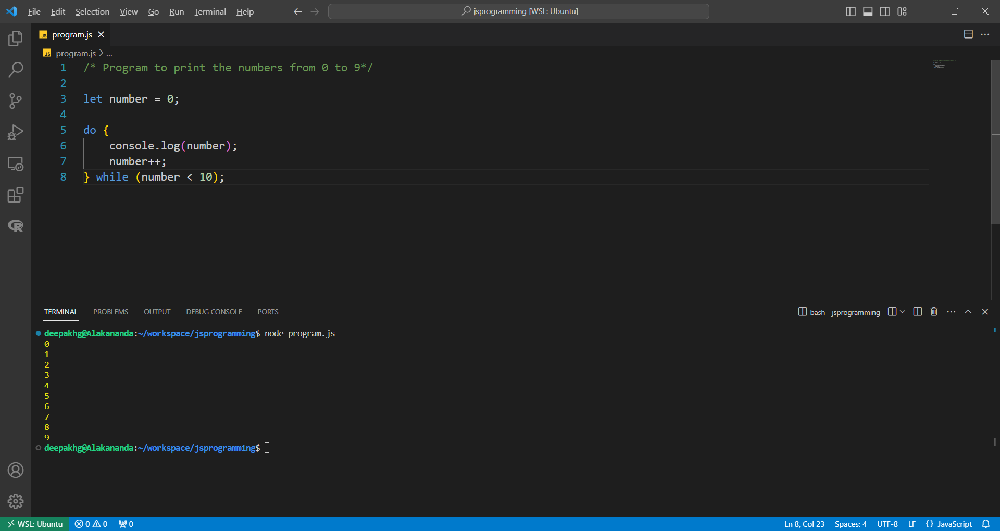 File Edit Selection View Go Run Terminal Help jsprogramming [WSL: Ubuntu]
JS program.js
JS program.js > ...
1 /* Program to print the numbers from 0 to 9*/
2
3 let number = 0;
4
5 do {
6     console.log(number);
7     number++;
8 } while (number < 10);
TERMINAL PROBLEMS OUTPUT DEBUG CONSOLE PORTS bash - jsprogramming
deepakhg@Alakananda:~/workspace/jsprogramming$ node program.js
0
1
2
3
4
5
6
7
8
9
deepakhg@Alakananda:~/workspace/jsprogramming$
WSL: Ubuntu 0 0 0 Ln 8, Col 23 Spaces: 4 UTF-8 LF {} JavaScript